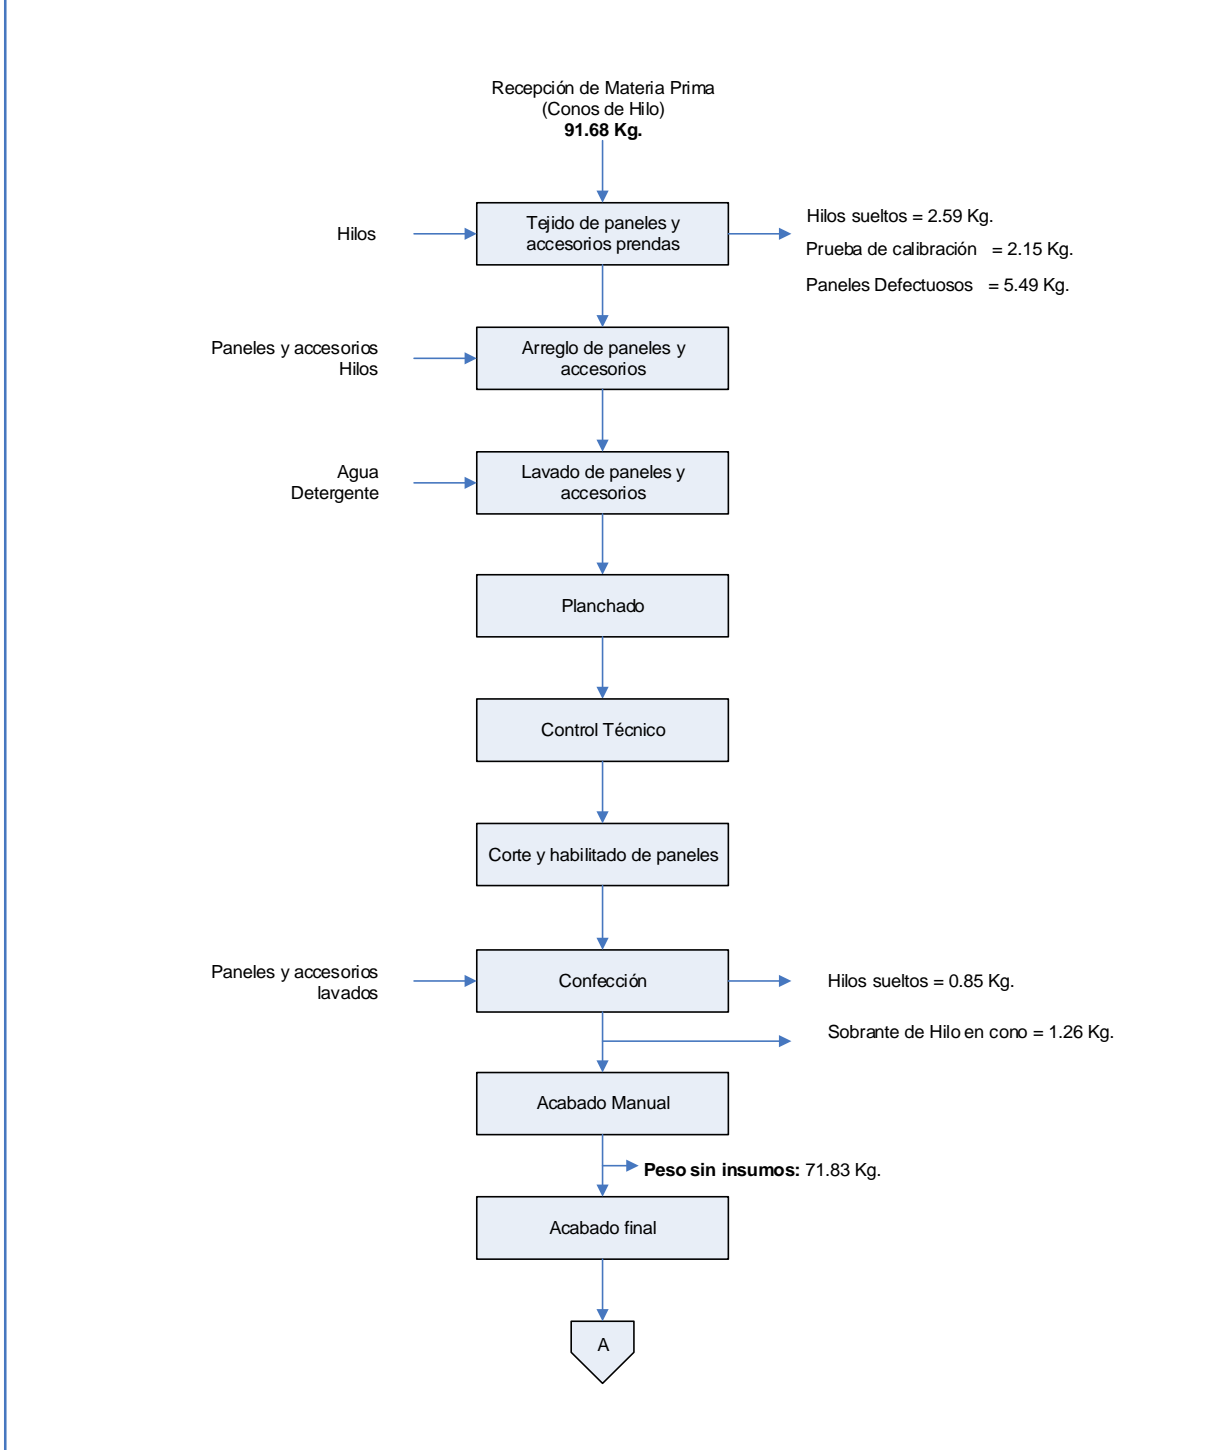 Recepción de Materia Prima
(Conos de Hilo)
91.68 Kg.
Hilos
Tejido de paneles y
accesorios prendas
Hilos sueltos = 2.59 Kg.
Prueba de calibración = 2.15 Kg.
Paneles Defectuosos = 5.49 Kg.
Paneles y accesorios
Hilos
Arreglo de paneles y
accesorios
Agua
Detergente
Lavado de paneles y
accesorios
Planchado
Control Técnico
Corte y habilitado de paneles
Paneles y accesorios
lavados
Confección
Hilos sueltos = 0.85 Kg.
Sobrante de Hilo en cono = 1.26 Kg.
Acabado Manual
Peso sin insumos: 71.83 Kg.
Acabado final
A